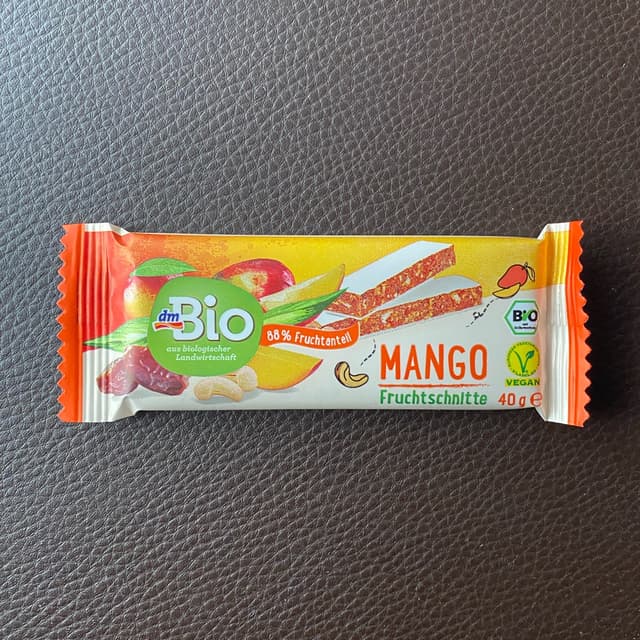 dm
Bio
aus biologischer
Landwirtschaft
88% Fruchtanteil
MANGO
Fruchtschnitte
40 g e
BiO
VEGAN